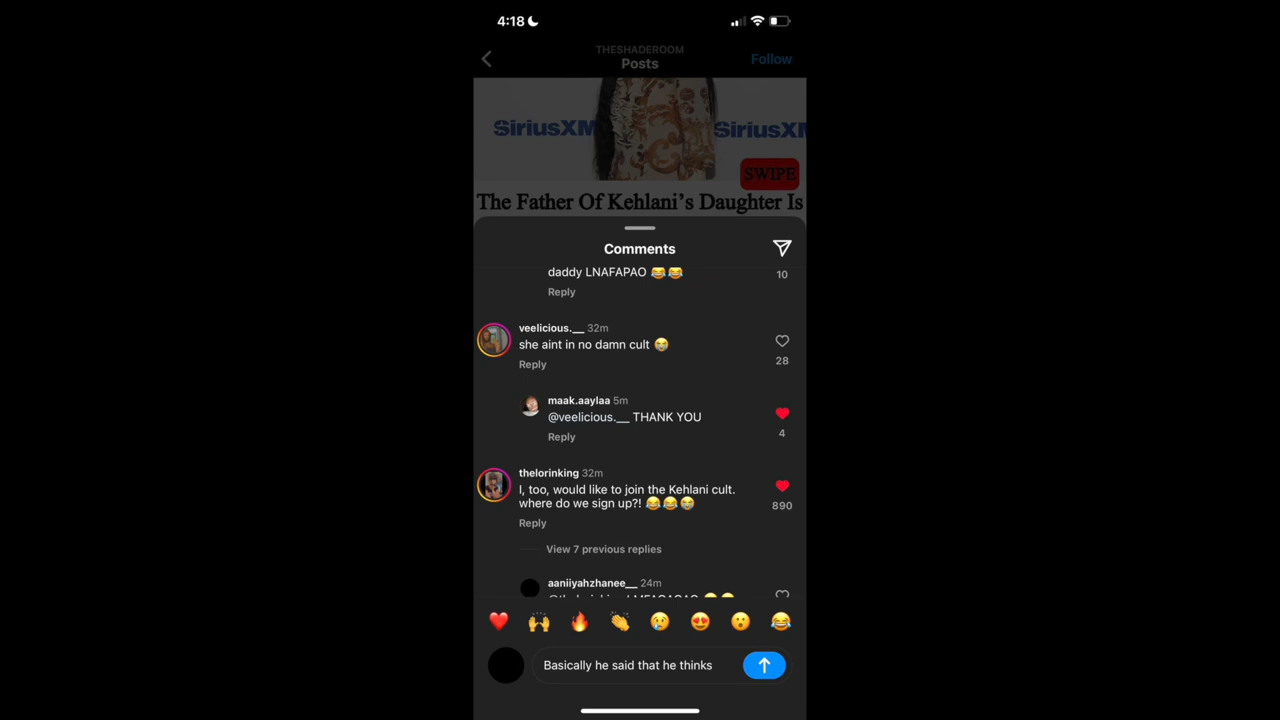 4:18
THESHADEROOM
Posts
Follow
SiriusXM
SiriusXM
SWIPE
The Father Of Kehlani's Daughter Is
Comments
daddy LNAFAPAO 😂😂
10
Reply
veelicious.__ 32m
she aint in no damn cult 😭
28
Reply
maak.aaylaa 5m
@veelicious.__ THANK YOU
4
Reply
thelorinking 32m
I, too, would like to join the Kehlani cult.
where do we sign up?! 😂😂😭
890
Reply
View 7 previous replies
aaniiyahzhanee__ 24m
Basically he said that he thinks